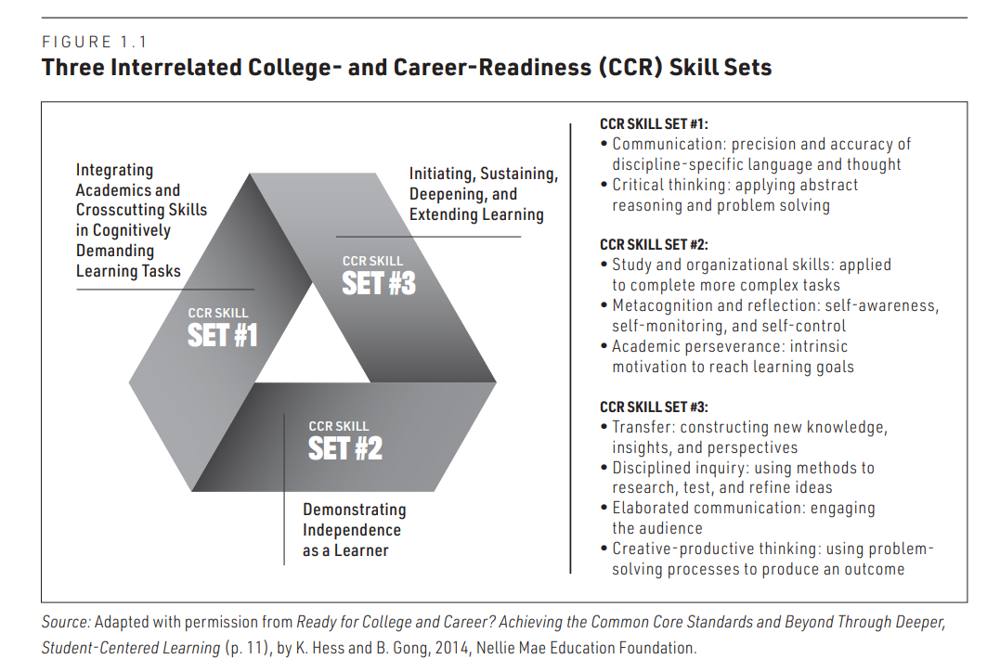 FIGURE 1.1
Three Interrelated College- and Career-Readiness (CCR) Skill Sets
Integrating
Academics and
Crosscutting Skills
in Cognitively
Demanding
Learning Tasks
Initiating, Sustaining,
Deepening, and
Extending Learning
CCR SKILL
SET #3
CCR SKILL
SET #1
CCR SKILL
SET #2
Demonstrating
Independence
as a Learner
CCR SKILL SET #1:
• Communication: precision and accuracy of
discipline-specific language and thought
• Critical thinking: applying abstract
reasoning and problem solving
CCR SKILL SET #2:
• Study and organizational skills: applied
to complete more complex tasks
• Metacognition and reflection: self-awareness,
self-monitoring, and self-control
• Academic perseverance: intrinsic
motivation to reach learning goals
CCR SKILL SET #3:
• Transfer: constructing new knowledge,
insights, and perspectives
• Disciplined inquiry: using methods to
research, test, and refine ideas
• Elaborated communication: engaging
the audience
• Creative-productive thinking: using problem-
solving processes to produce an outcome
Source: Adapted with permission from Ready for College and Career? Achieving the Common Core Standards and Beyond Through Deeper,
Student-Centered Learning (p. 11), by K. Hess and B. Gong, 2014, Nellie Mae Education Foundation.